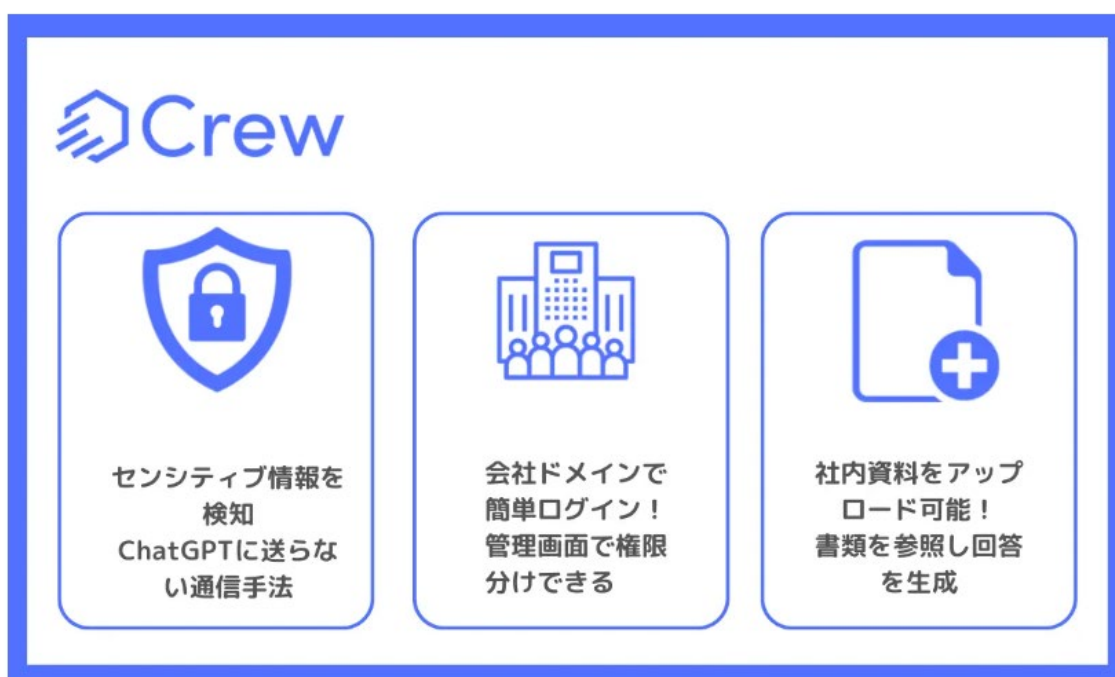 Crew
センシティブ情報を
検知
ChatGPTに送らな
い通信手法
会社ドメインで
簡単ログイン！
管理画面で権限
分けできる
社内資料をアップ
ロード可能！
書類を参照し回答
を生成